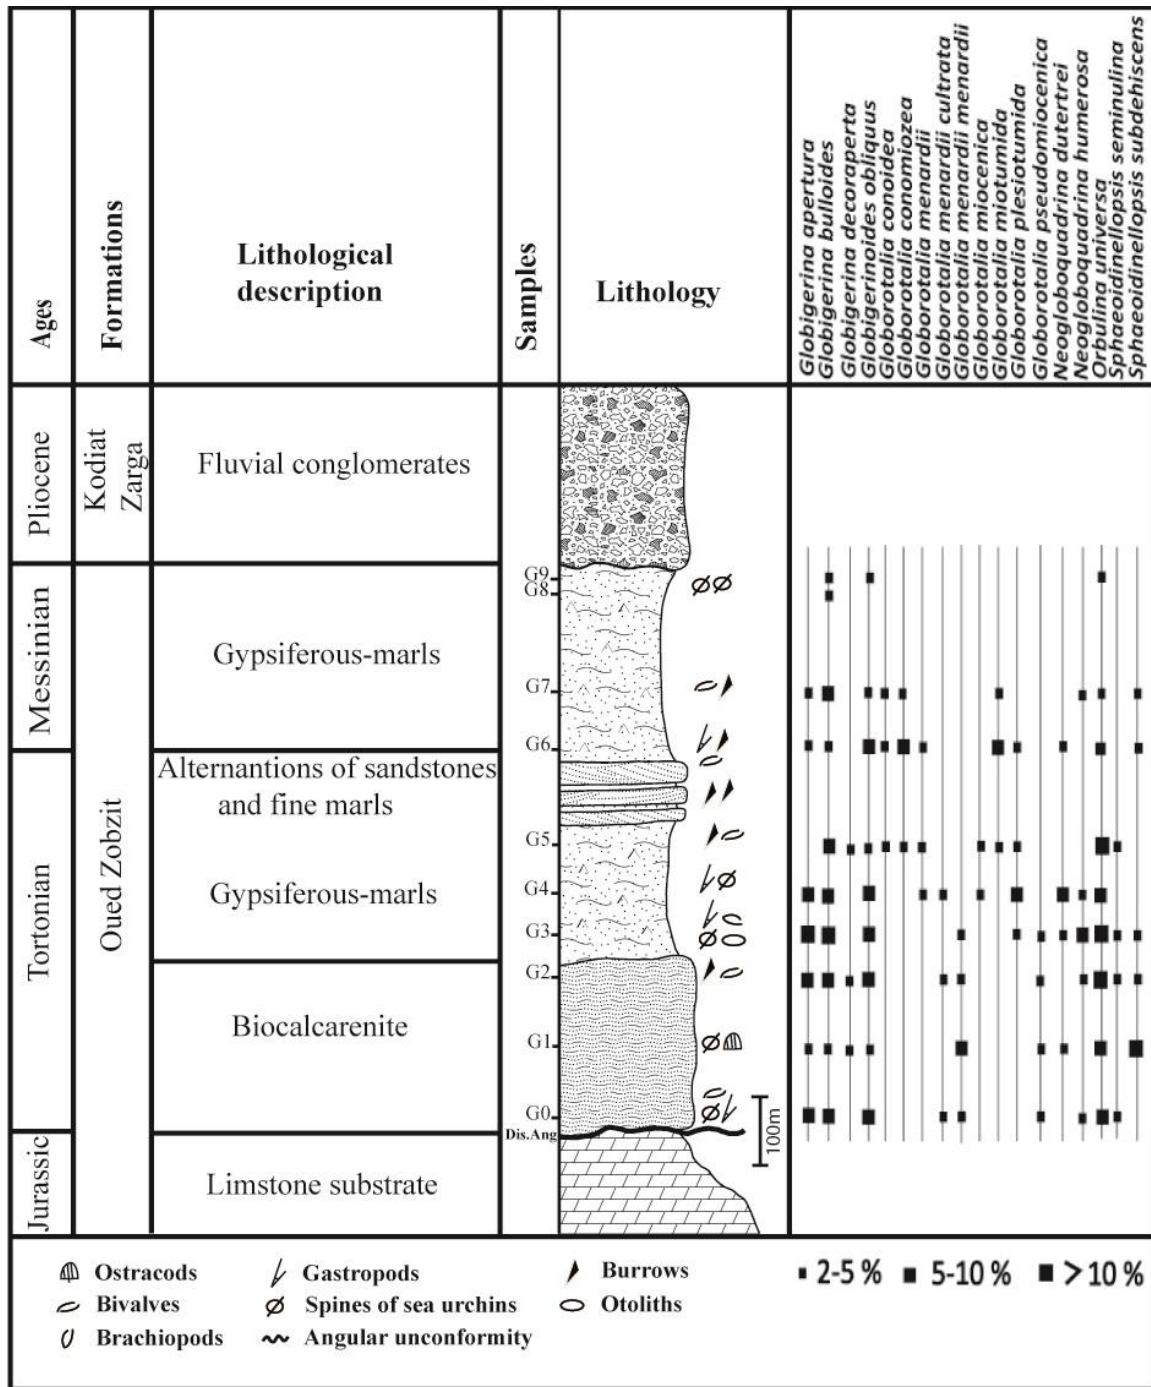 Ages
Formations
Lithological
description
Samples
Lithology
Globigerina apertura
Globigerina bulloides
Globigerina decoraperta
Globigerinoides obliquus
Globorotalia conoidea
Globorotalia conomiozea
Globorotalia menardii
Globorotalia menardii cultrata
Globorotalia menardii menardii
Globorotalia miocenica
Globorotalia miotumida
Globorotalia plesiotumida
Globorotalia pseudomiocenica
Neogloboquadrina dutertrei
Neogloboquadrina humerosa
Orbulina universa
Sphaeoidinellopsis seminulina
Sphaeoidinellopsis subdehiscens
Pliocene
Kodiat
Zarga
Fluvial conglomerates
Messinian
Gypsiferous-marls
G9
G8
G7
G6
Tortonian
Oued Zobzit
Alternantions of sandstones
and fine marls
Gypsiferous-marls
G5
G4
G3
Biocalcarenite
G2
G1
G0
Dis.Ang
100m
Jurassic
Limstone substrate
Ostracods
Gastropods
Burrows
Bivalves
Spines of sea urchins
Otoliths
Brachiopods
Angular unconformity
2-5 %
5-10 %
>10 %